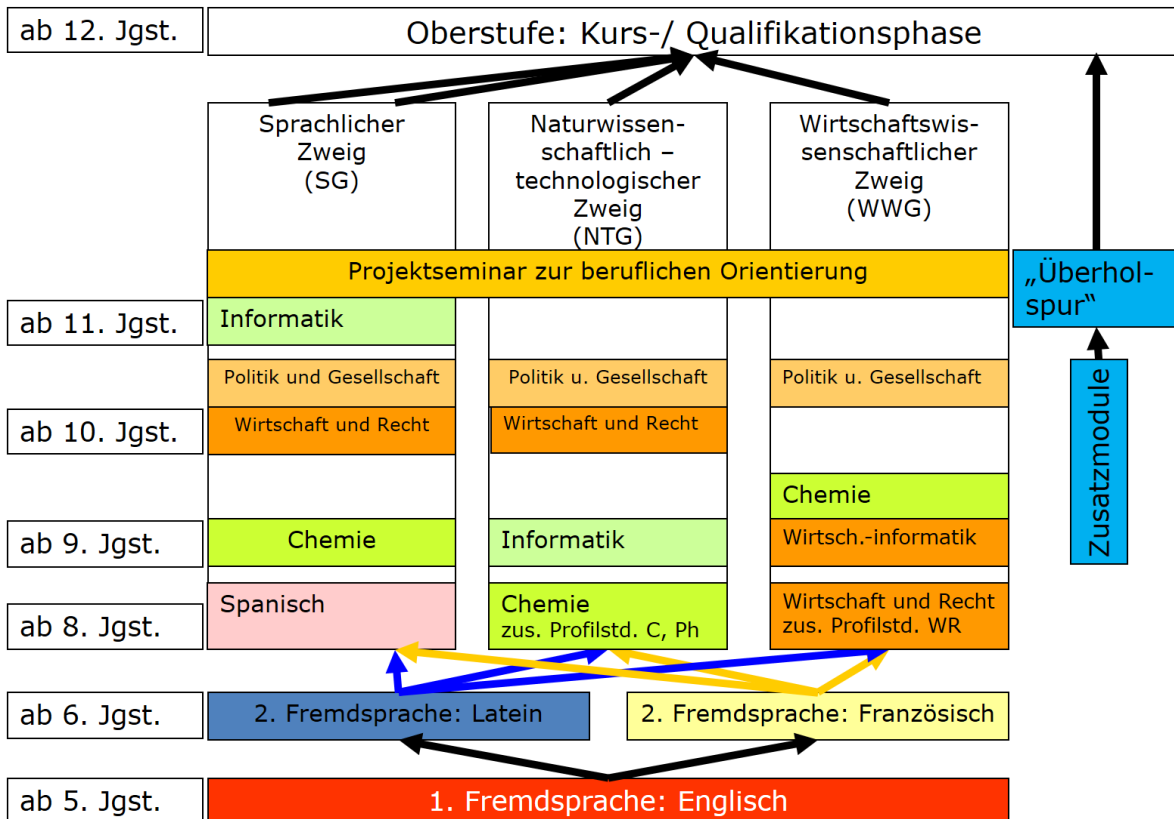 ab 12. Jgst.
Oberstufe: Kurs-/ Qualifikationsphase
Sprachlicher
Zweig
(SG)
Naturwissen-
schaftlich –
technologischer
Zweig
(NTG)
Wirtschaftswis-
senschaftlicher
Zweig
(WWG)
Projektseminar zur beruflichen Orientierung
„Überhol-
spur“
ab 11. Jgst.
Informatik
Politik und Gesellschaft
Politik u. Gesellschaft
Politik u. Gesellschaft
Zusatzmodule
ab 10. Jgst.
Wirtschaft und Recht
Wirtschaft und Recht
Chemie
ab 9. Jgst.
Chemie
Informatik
Wirtsch.-informatik
ab 8. Jgst.
Spanisch
Chemie
zus. Profilstd. C, Ph
Wirtschaft und Recht
zus. Profilstd. WR
ab 6. Jgst.
2. Fremdsprache: Latein
2. Fremdsprache: Französisch
ab 5. Jgst.
1. Fremdsprache: Englisch